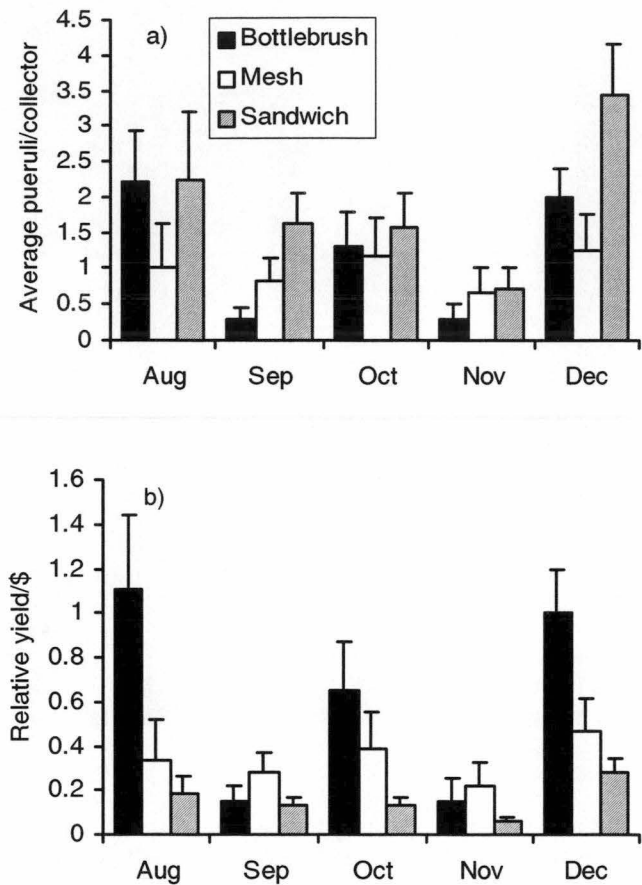 a)
Bottlebrush
Mesh
Sandwich
Average pueruli/collector
4.5
4
3.5
3
2.5
2
1.5
1
0.5
0
Aug Sep Oct Nov Dec
b)
Relative yield/$
1.6
1.4
1.2
1
0.8
0.6
0.4
0.2
0
Aug Sep Oct Nov Dec